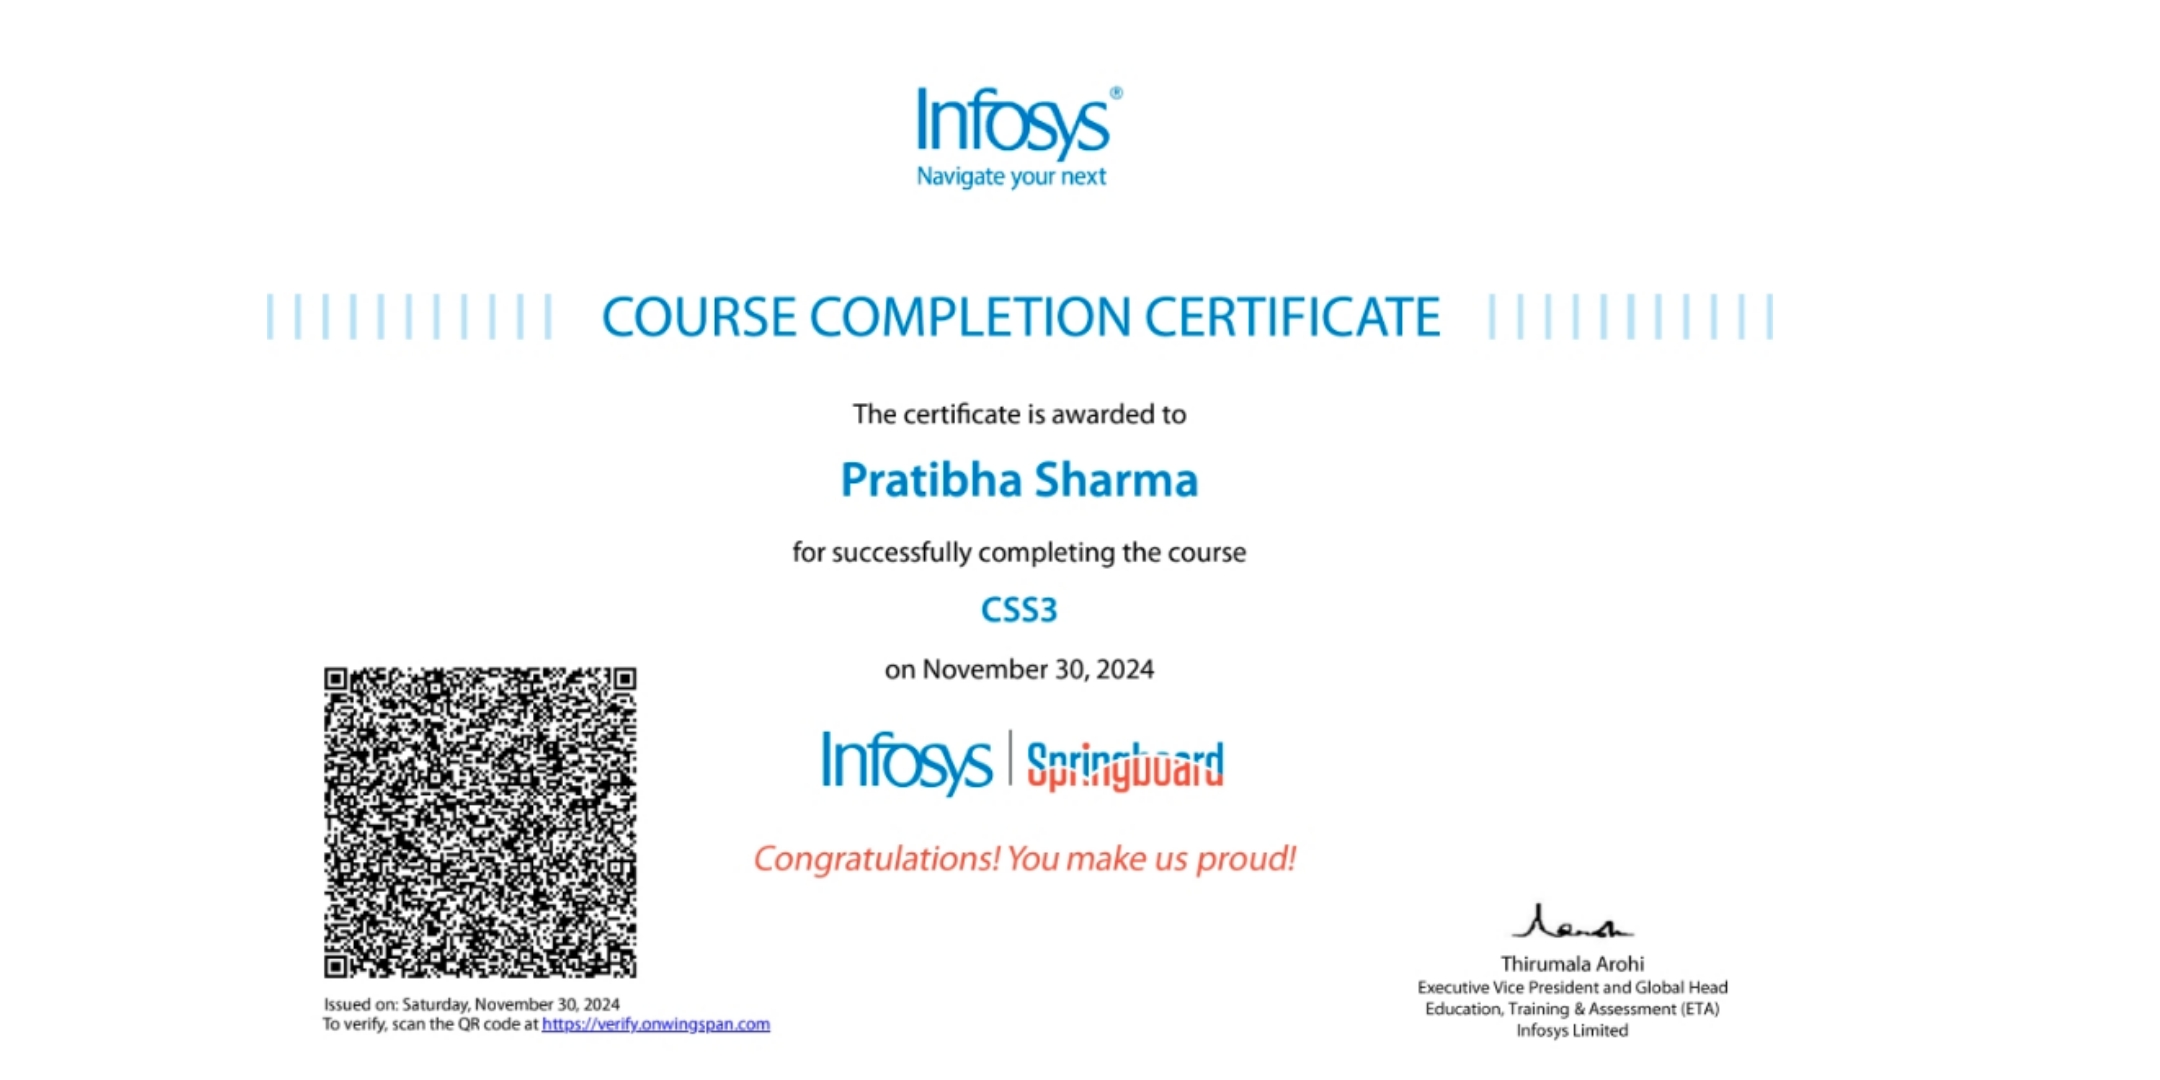 Infosys®
Navigate your next
COURSE COMPLETION CERTIFICATE
The certificate is awarded to
Pratibha Sharma
for successfully completing the course
CSS3
on November 30, 2024
Infosys | Springboard
Congratulations! You make us proud!
Issued on: Saturday, November 30, 2024
To verify, scan the QR code at https://verify.onwingspan.com
Thirumala Arohi
Executive Vice President and Global Head
Education, Training & Assessment (ETA)
Infosys Limited